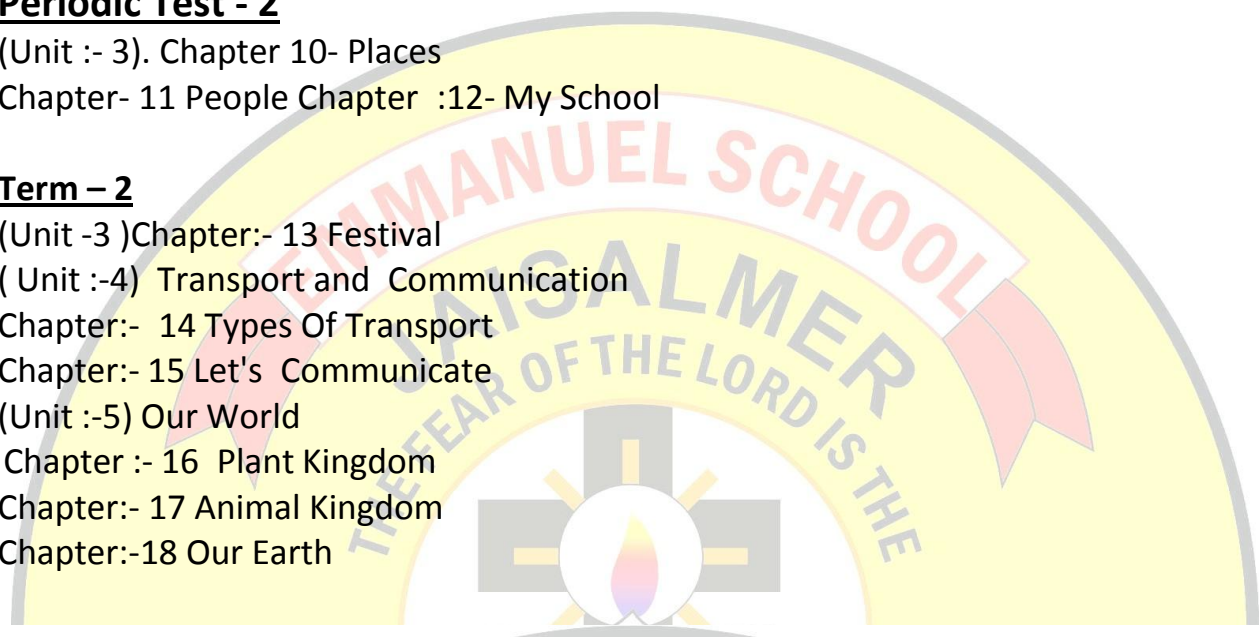 Periodic Test - 2
(Unit :- 3). Chapter 10- Places
Chapter- 11 People Chapter :12- My School
Term – 2
(Unit -3 )Chapter:- 13 Festival
( Unit :-4) Transport and Communication
Chapter:- 14 Types Of Transport
Chapter:- 15 Let's Communicate
(Unit :-5) Our World
Chapter :- 16 Plant Kingdom
Chapter:- 17 Animal Kingdom
Chapter:-18 Our Earth
EMMANUEL SCHOOL
JAISALMER
THE FEAR OF THE LORD IS THE